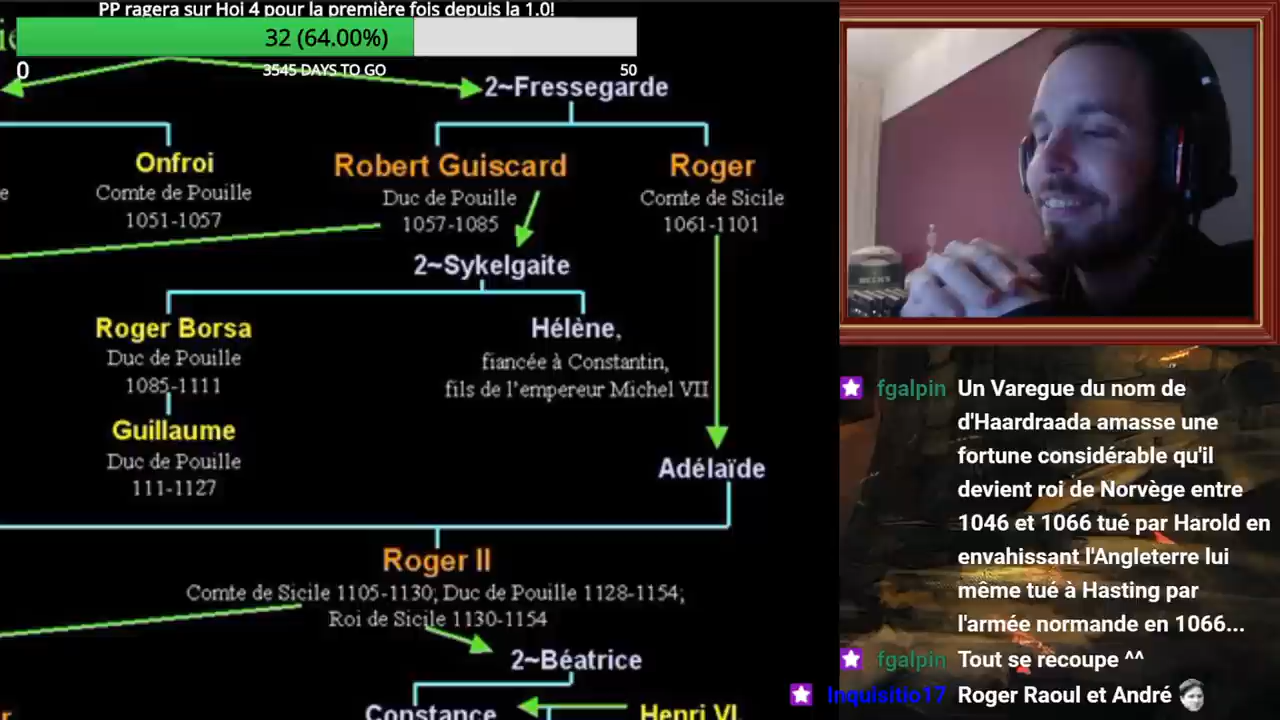 PP ragera sur Hoi 4 pour la première fois depuis la 1.0!
32 (64.00%)
0
3545 DAYS TO GO
50
2~Fressegarde
Onfroi
Comte de Pouille
1051-1057
Robert Guiscard
Duc de Pouille
1057-1085
Roger
Comte de Sicile
1061-1101
2~Sykelgaite
Roger Borsa
Duc de Pouille
1085-1111
Hélène,
fiancée à Constantin,
fils de l'empereur Michel VII
Guillaume
Duc de Pouille
111-1127
Adélaïde
Roger II
Comte de Sicile 1105-1130; Duc de Pouille 1128-1154;
Roi de Sicile 1130-1154
2~Béatrice
Constance
Henri VI
fgalpin Un Varegue du nom de
d'Haardraada amasse une
fortune considérable qu'il
devient roi de Norvège entre
1046 et 1066 tué par Harold en
envahissant l'Angleterre lui
même tué à Hasting par
l'armée normande en 1066...
fgalpin Tout se recoupe ^^
Inquisitio17 Roger Raoul et André